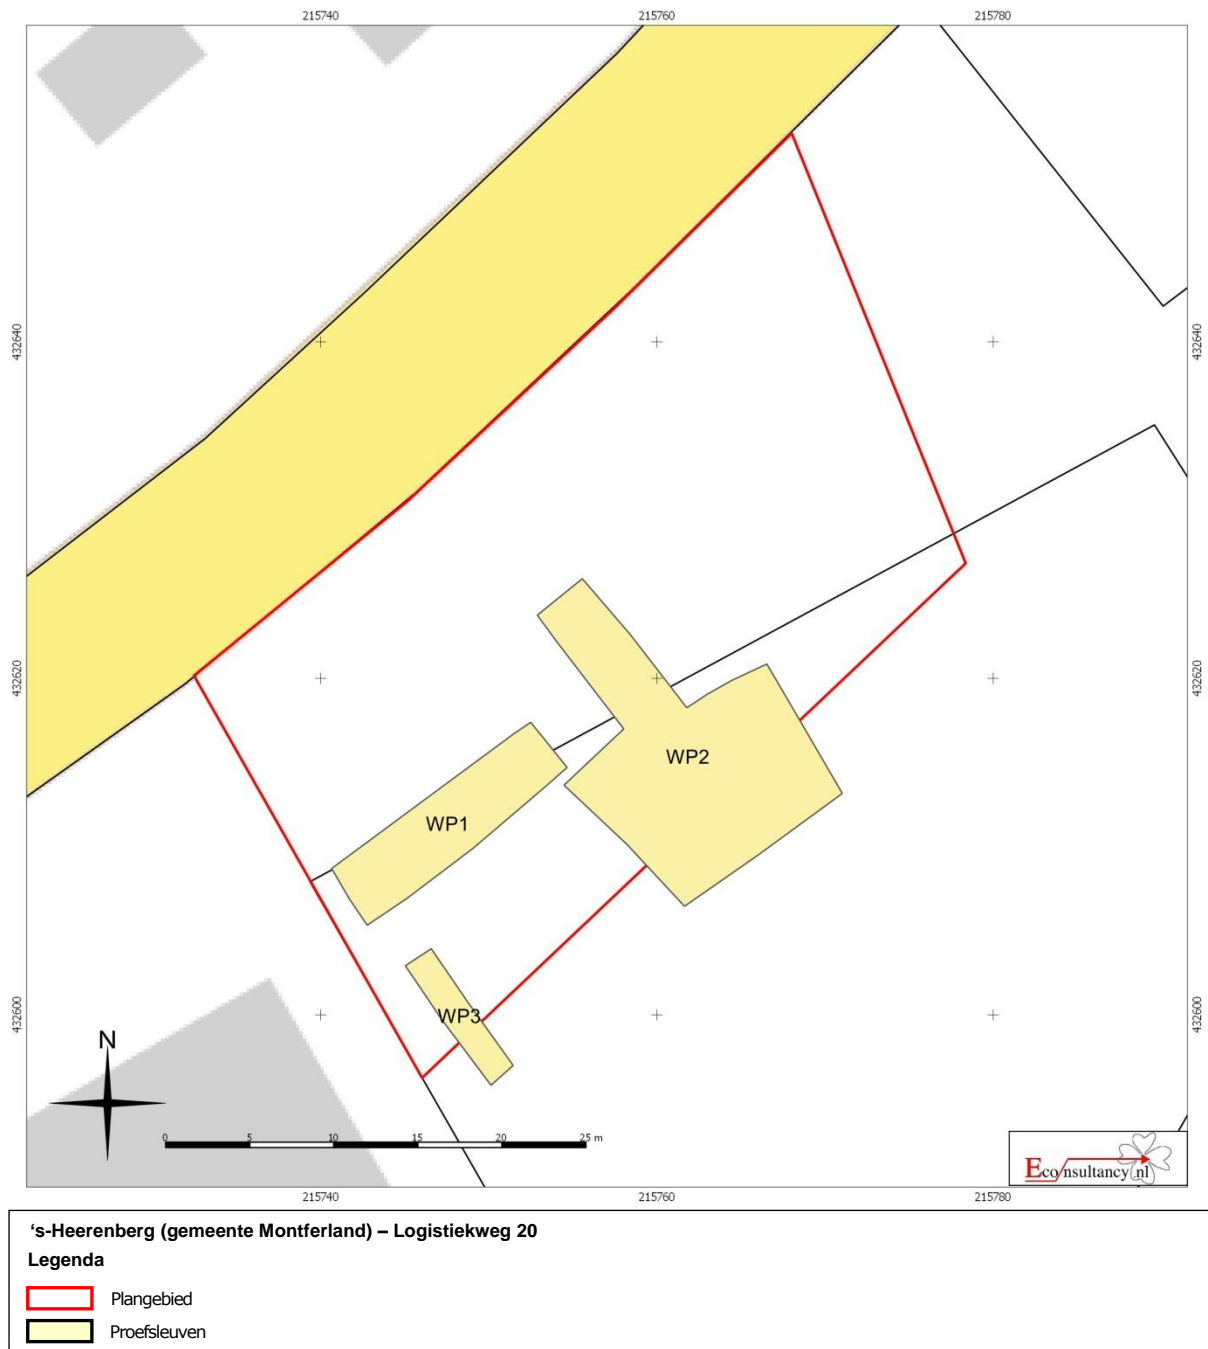 215740 215760 215780
432640 432640
432620 432620
WP2
WP1
432600 432600
WP3
N
0 5 10 15 20 25 m
Econsultancy.nl
215740 215760 215780
‘s-Heerenberg (gemeente Montferland) – Logistiekweg 20
Legenda
Plangebied
Proefsleuven